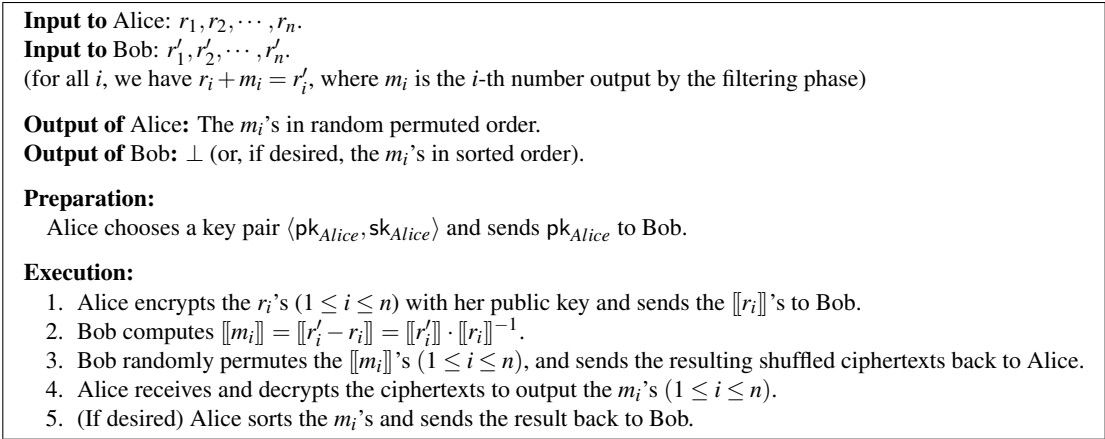 Input to Alice: r₁, r₂, ⋯ , rₙ.
Input to Bob: r′₁, r′₂, ⋯ , r′ₙ.
(for all i, we have rᵢ + mᵢ = r′ᵢ, where mᵢ is the i-th number output by the filtering phase)
Output of Alice: The mᵢ's in random permuted order.
Output of Bob: ⊥ (or, if desired, the mᵢ's in sorted order).
Preparation:
Alice chooses a key pair ⟨pk_Alice, sk_Alice⟩ and sends pk_Alice to Bob.
Execution:
1. Alice encrypts the rᵢ's (1 ≤ i ≤ n) with her public key and sends the ⟦rᵢ⟧'s to Bob.
2. Bob computes ⟦mᵢ⟧ = ⟦r′ᵢ − rᵢ⟧ = ⟦r′ᵢ⟧ · ⟦rᵢ⟧⁻¹.
3. Bob randomly permutes the ⟦mᵢ⟧'s (1 ≤ i ≤ n), and sends the resulting shuffled ciphertexts back to Alice.
4. Alice receives and decrypts the ciphertexts to output the mᵢ's (1 ≤ i ≤ n).
5. (If desired) Alice sorts the mᵢ's and sends the result back to Bob.